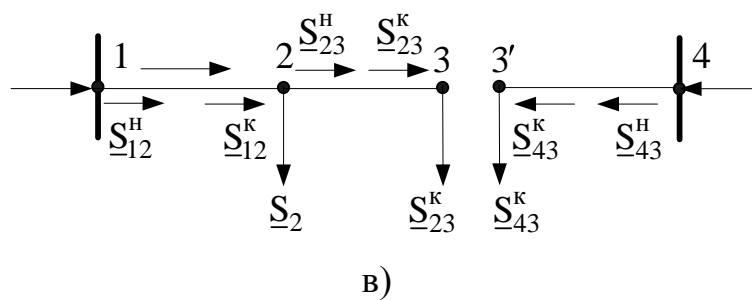 S₂₃ᴴ S₂₃ᴷ
1 2 3 3′ 4
S₁₂ᴴ S₁₂ᴷ S₄₃ᴷ S₄₃ᴴ
S₂ S₂₃ᴷ S₄₃ᴷ
в)